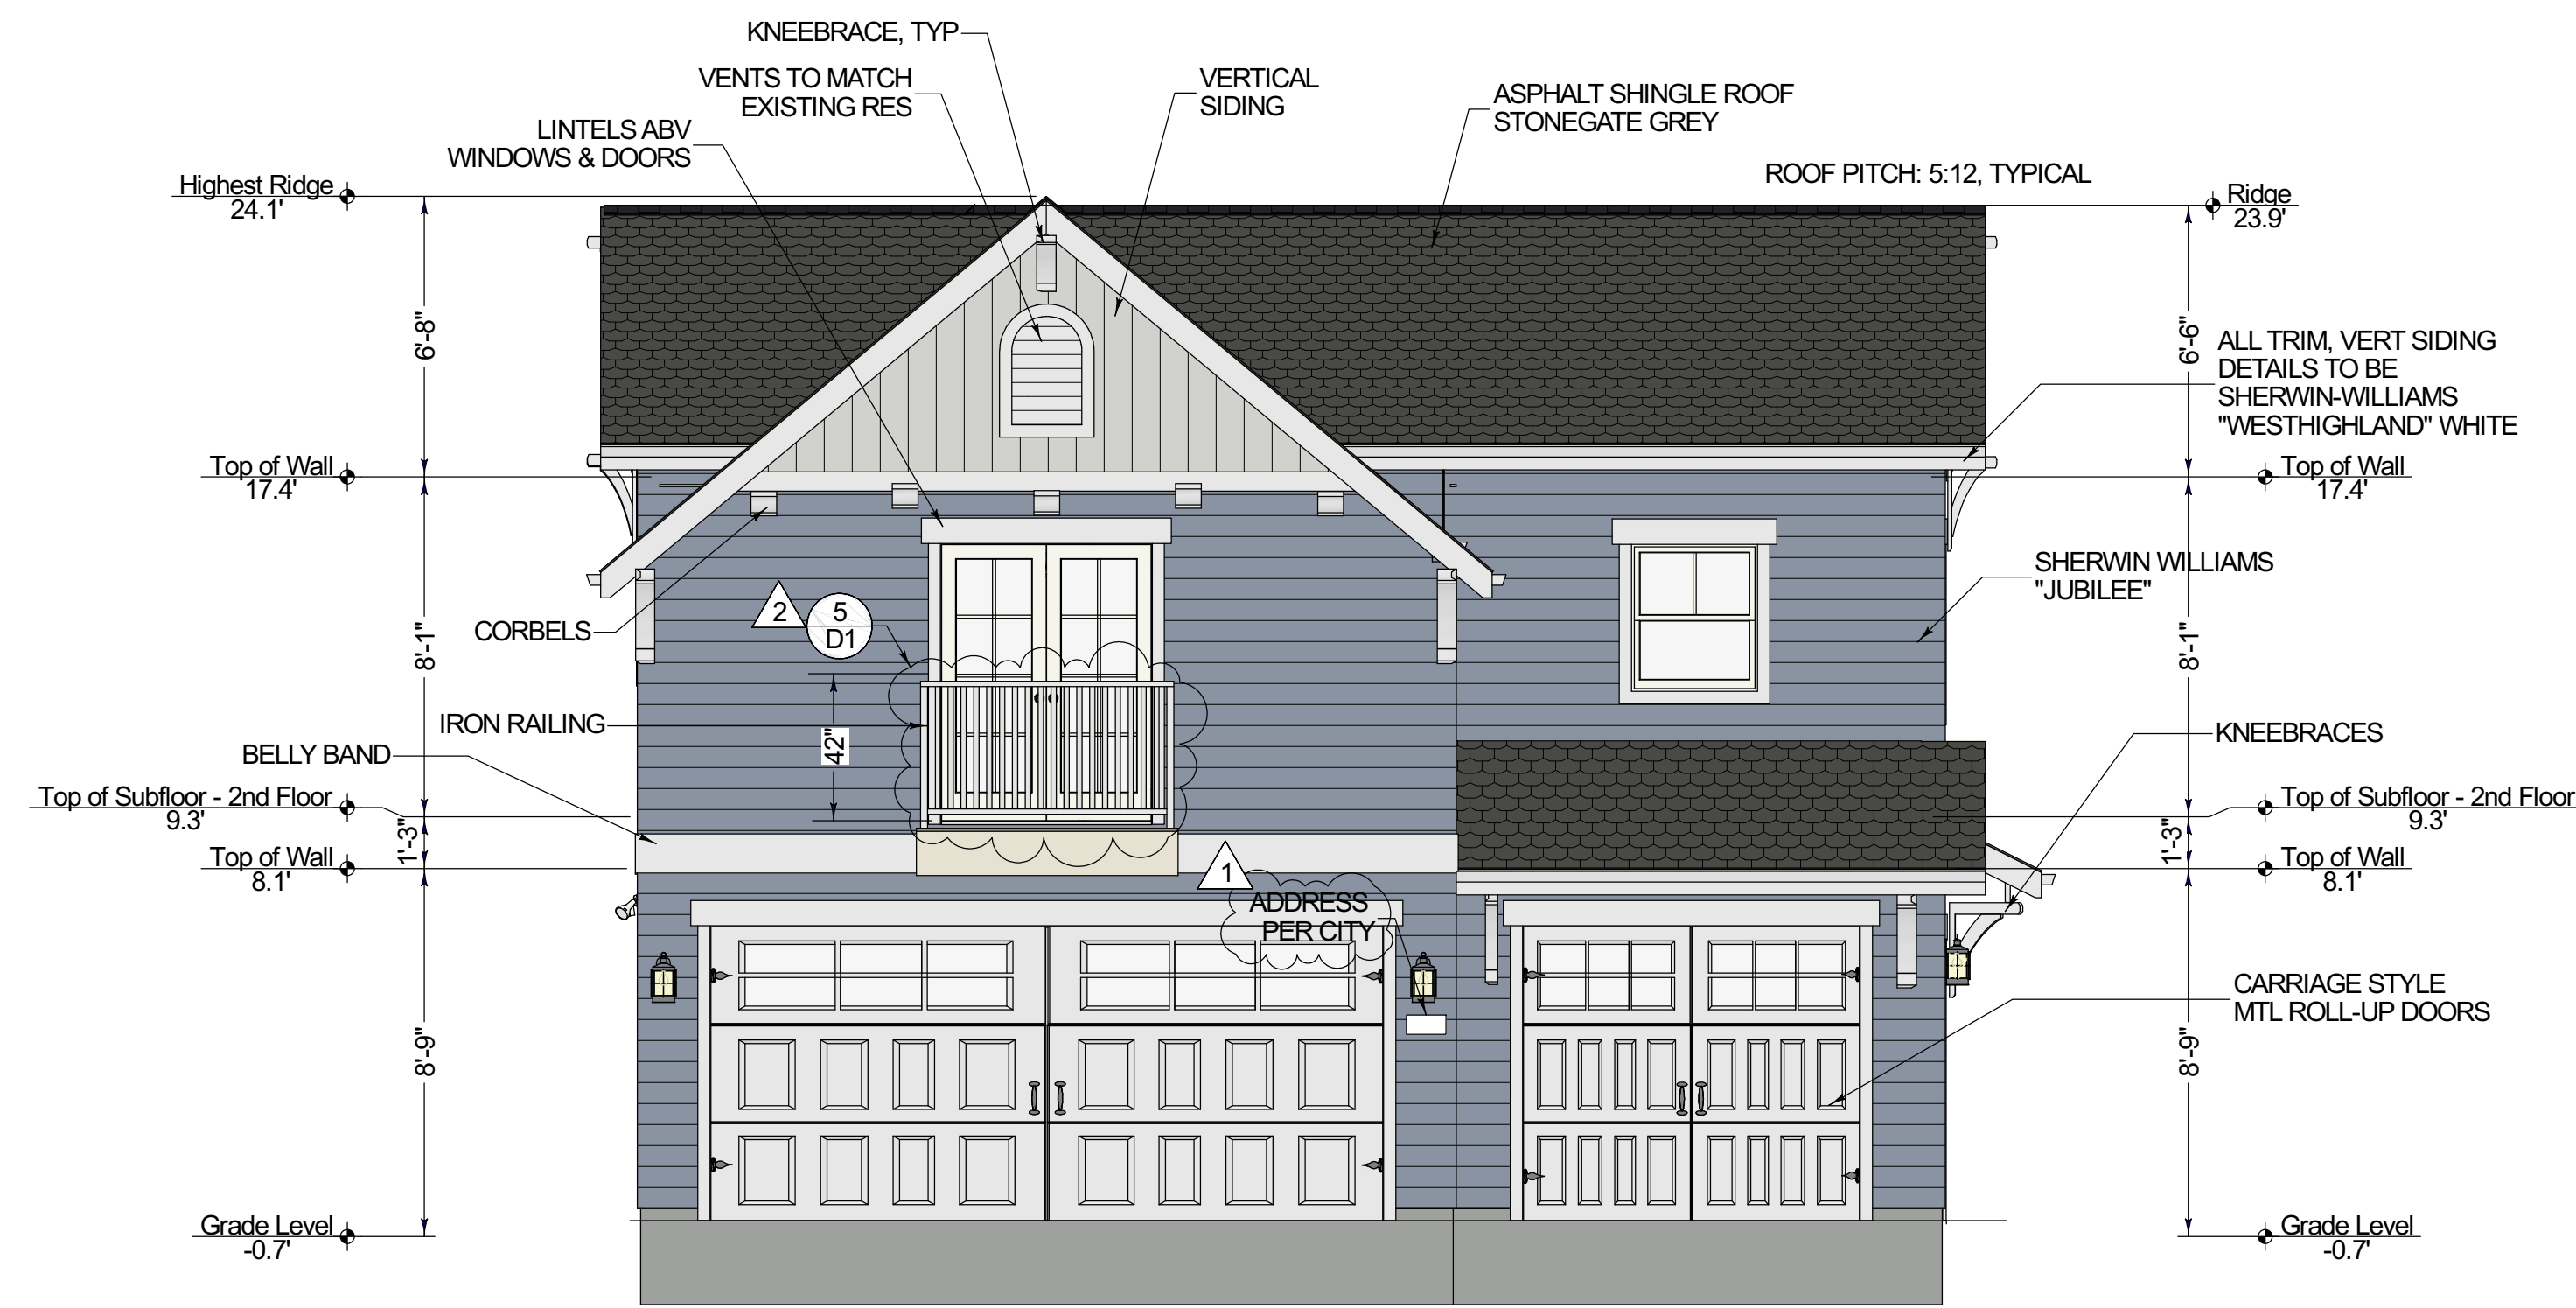 KNEEBRACE, TYP
VENTS TO MATCH
EXISTING RES
VERTICAL
SIDING
ASPHALT SHINGLE ROOF
STONEGATE GREY
LINTELS ABV
WINDOWS & DOORS
ROOF PITCH: 5:12, TYPICAL
Highest Ridge
24.1'
Ridge
23.9'
6'-8"
6'-6"
ALL TRIM, VERT SIDING
DETAILS TO BE
SHERWIN-WILLIAMS
"WESTHIGHLAND" WHITE
Top of Wall
17.4'
Top of Wall
17.4'
SHERWIN WILLIAMS
"JUBILEE"
2
5
D1
CORBELS
8'-1"
8'-1"
IRON RAILING
42"
BELLY BAND
KNEEBRACES
Top of Subfloor - 2nd Floor
9.3'
Top of Subfloor - 2nd Floor
9.3'
1'-3"
1'-3"
Top of Wall
8.1'
Top of Wall
8.1'
1
ADDRESS
PER CITY
CARRIAGE STYLE
MTL ROLL-UP DOORS
8'-9"
8'-9"
Grade Level
-0.7'
Grade Level
-0.7'